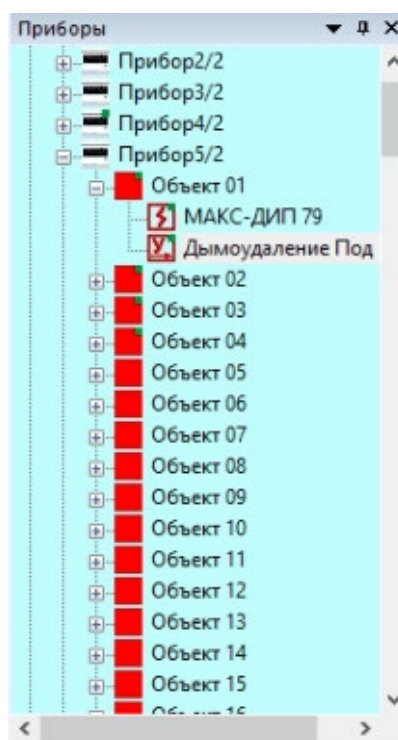 Приборы
Прибор2/2
Прибор3/2
Прибор4/2
Прибор5/2
Объект 01
МАКС-ДИП 79
Дымоудаление Под
Объект 02
Объект 03
Объект 04
Объект 05
Объект 06
Объект 07
Объект 08
Объект 09
Объект 10
Объект 11
Объект 12
Объект 13
Объект 14
Объект 15
Объект 16